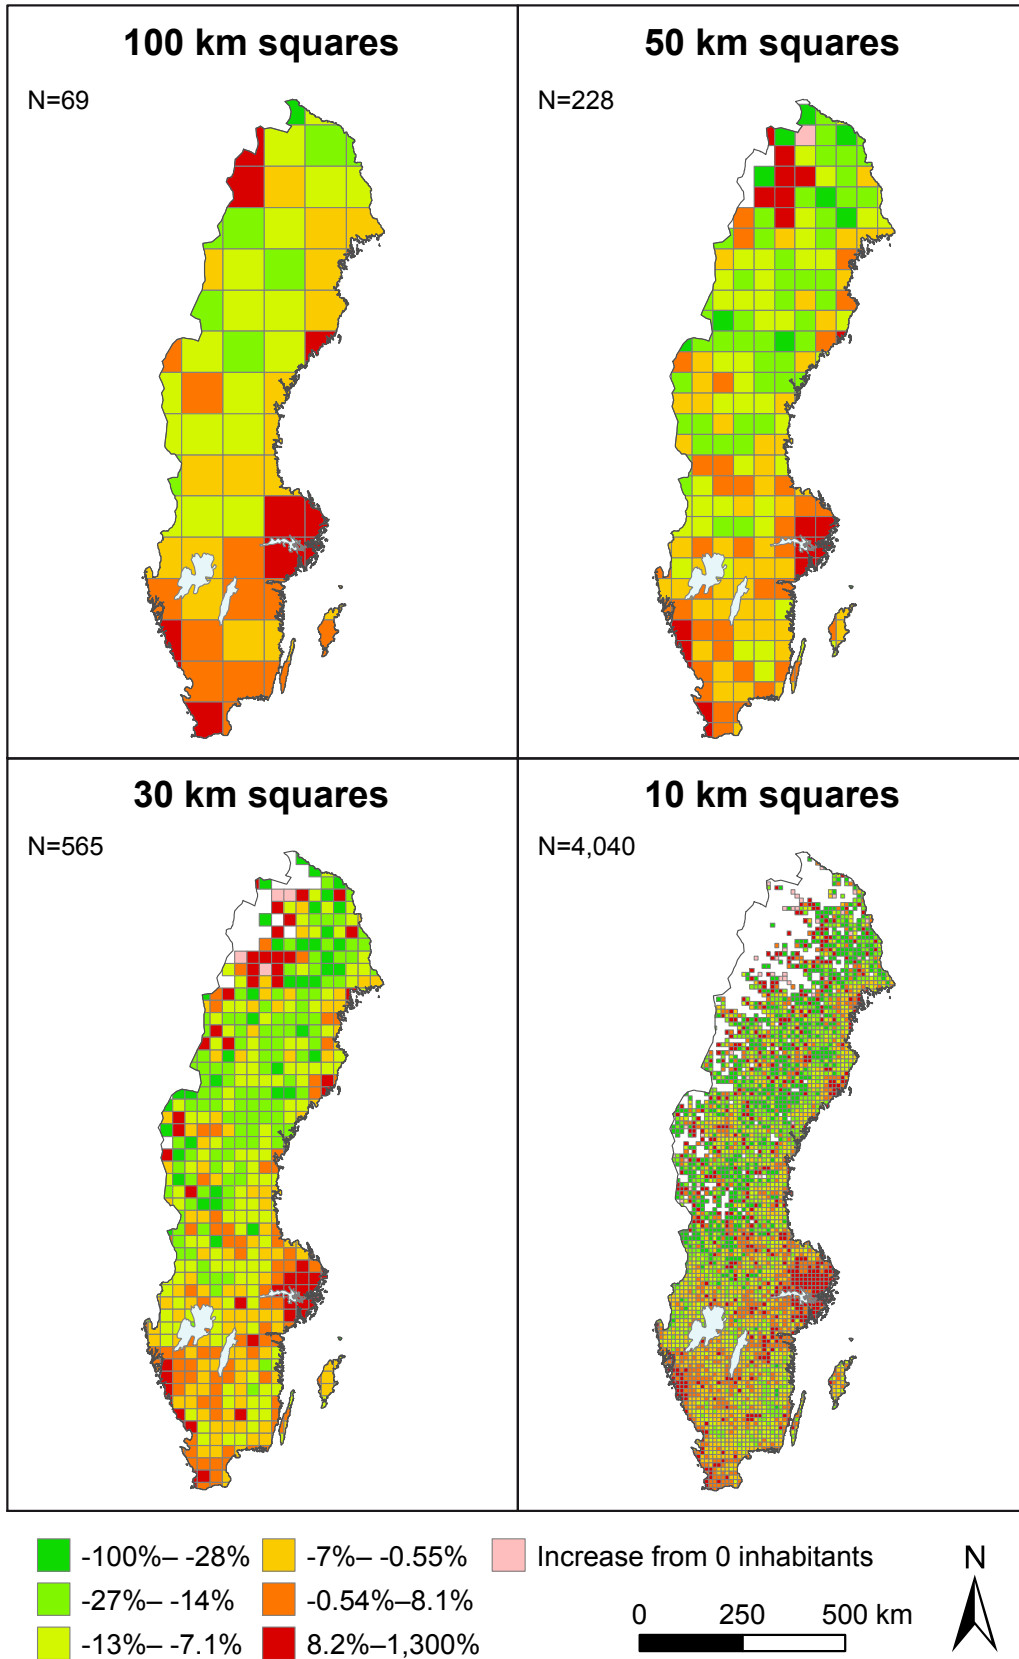 100 km squares
N=69
50 km squares
N=228
30 km squares
N=565
10 km squares
N=4,040
-100%– -28%
-7%– -0.55%
Increase from 0 inhabitants
-27%– -14%
-0.54%–8.1%
-13%– -7.1%
8.2%–1,300%
0 250 500 km
N